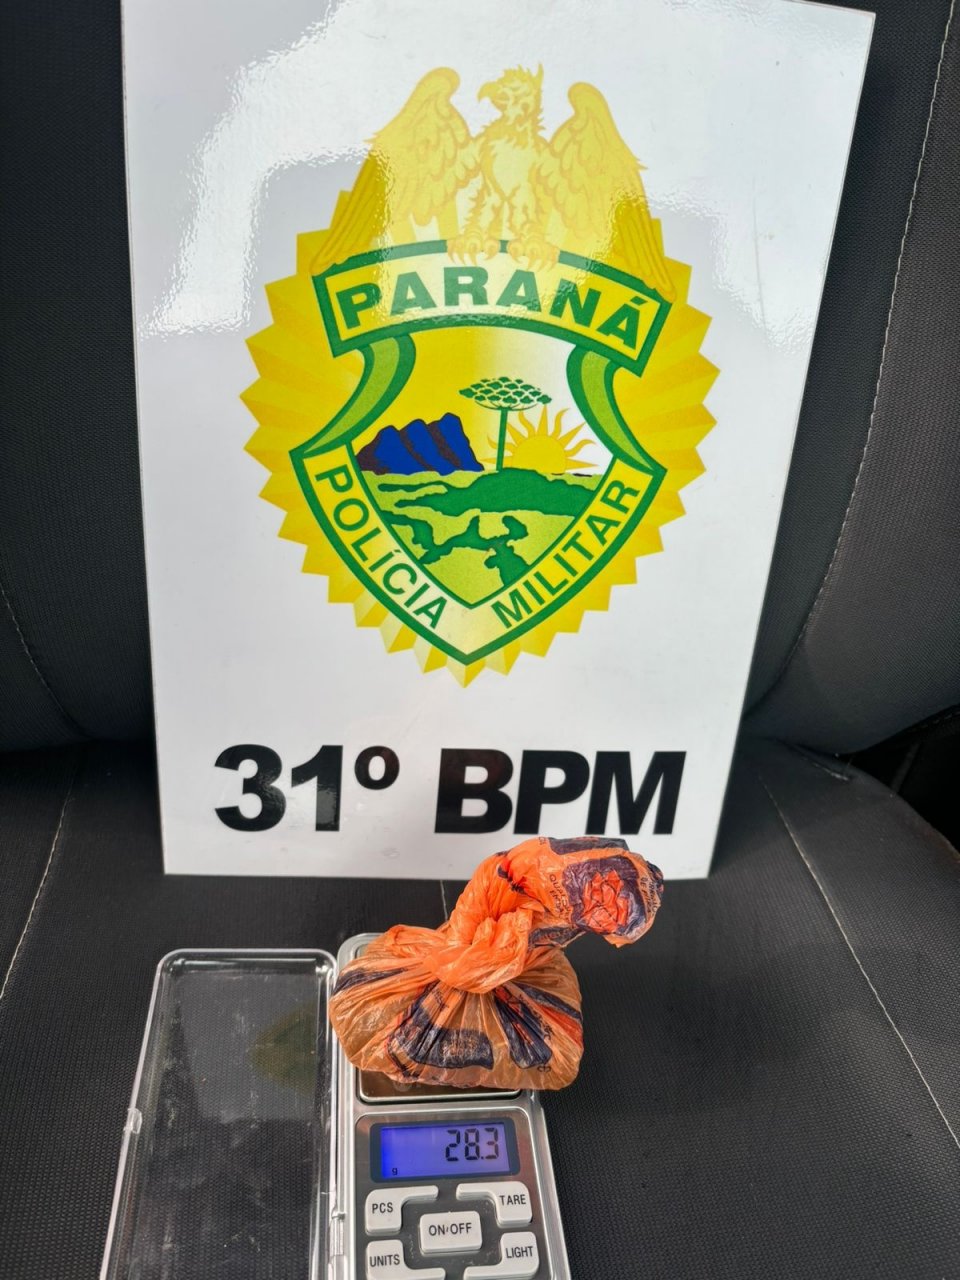 PARANÁ
POLÍCIA MILITAR
31º BPM
28.3
g
PCS
TARE
ON/OFF
UNITS
LIGHT